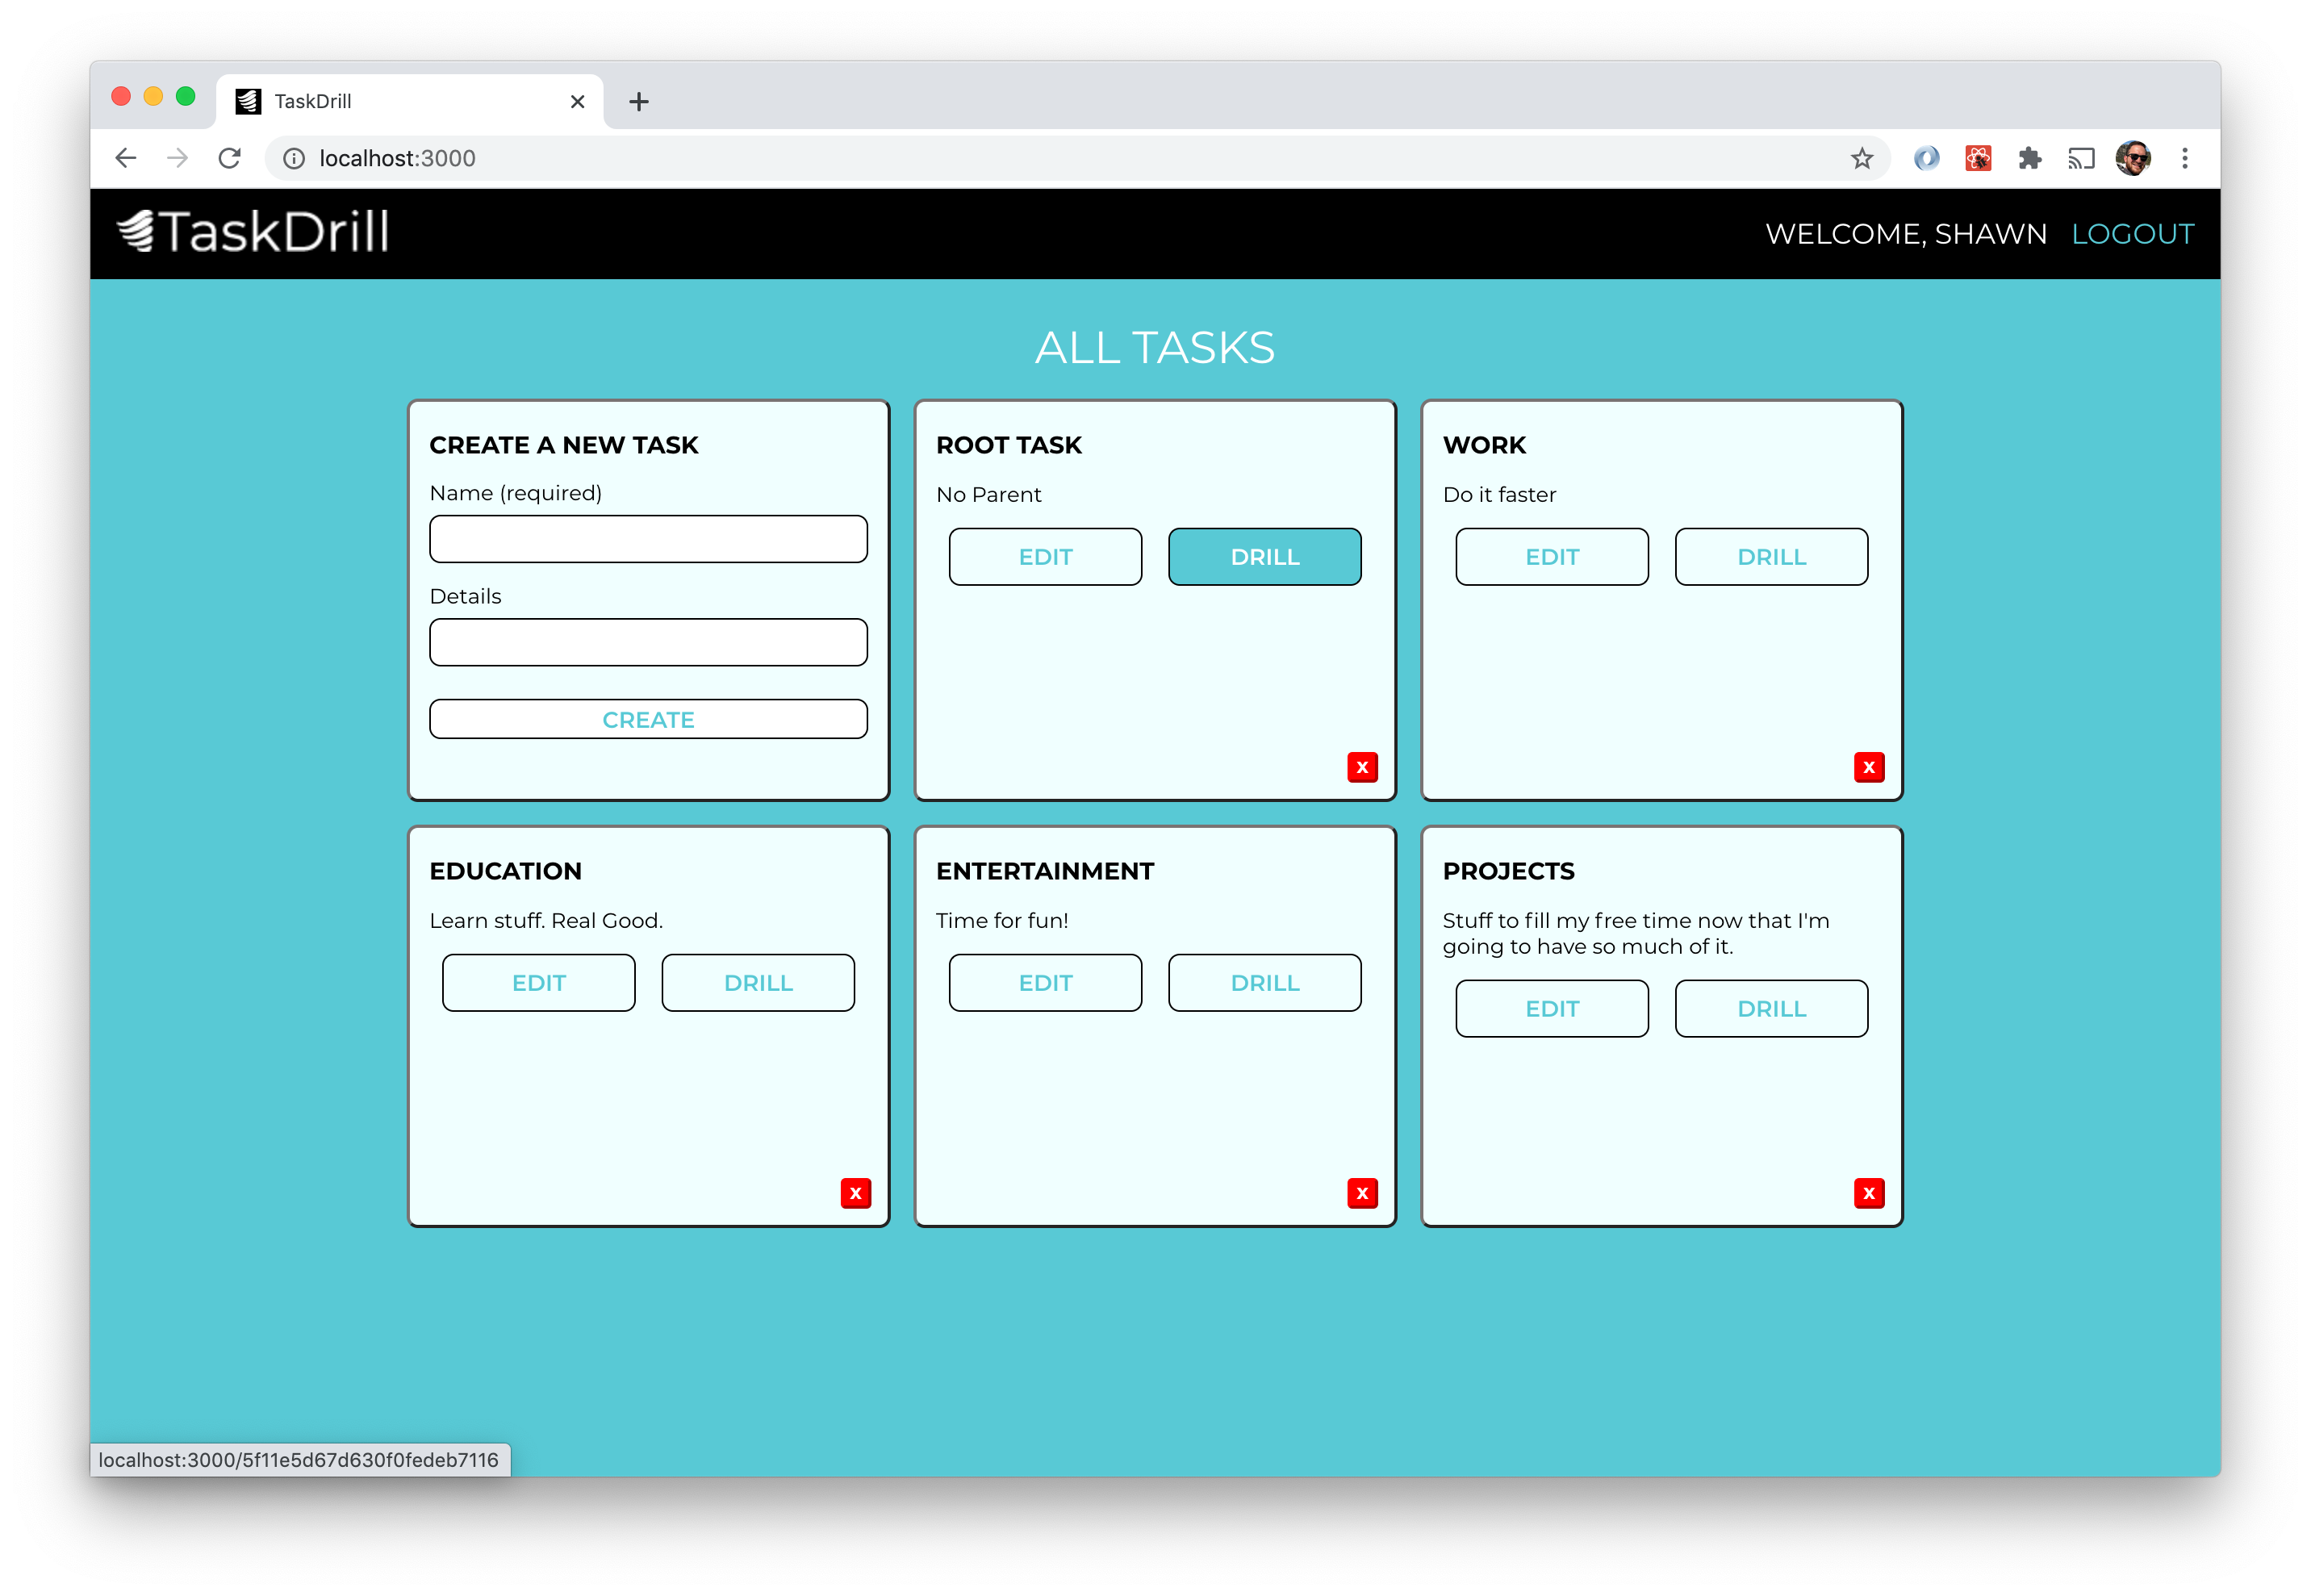 TaskDrill
localhost:3000
TaskDrill
WELCOME, SHAWN LOGOUT
ALL TASKS
CREATE A NEW TASK
Name (required)
Details
CREATE
ROOT TASK
No Parent
EDIT DRILL
x
WORK
Do it faster
EDIT DRILL
x
EDUCATION
Learn stuff. Real Good.
EDIT DRILL
x
ENTERTAINMENT
Time for fun!
EDIT DRILL
x
PROJECTS
Stuff to fill my free time now that I'm
going to have so much of it.
EDIT DRILL
x
localhost:3000/5f11e5d67d630f0fedeb7116